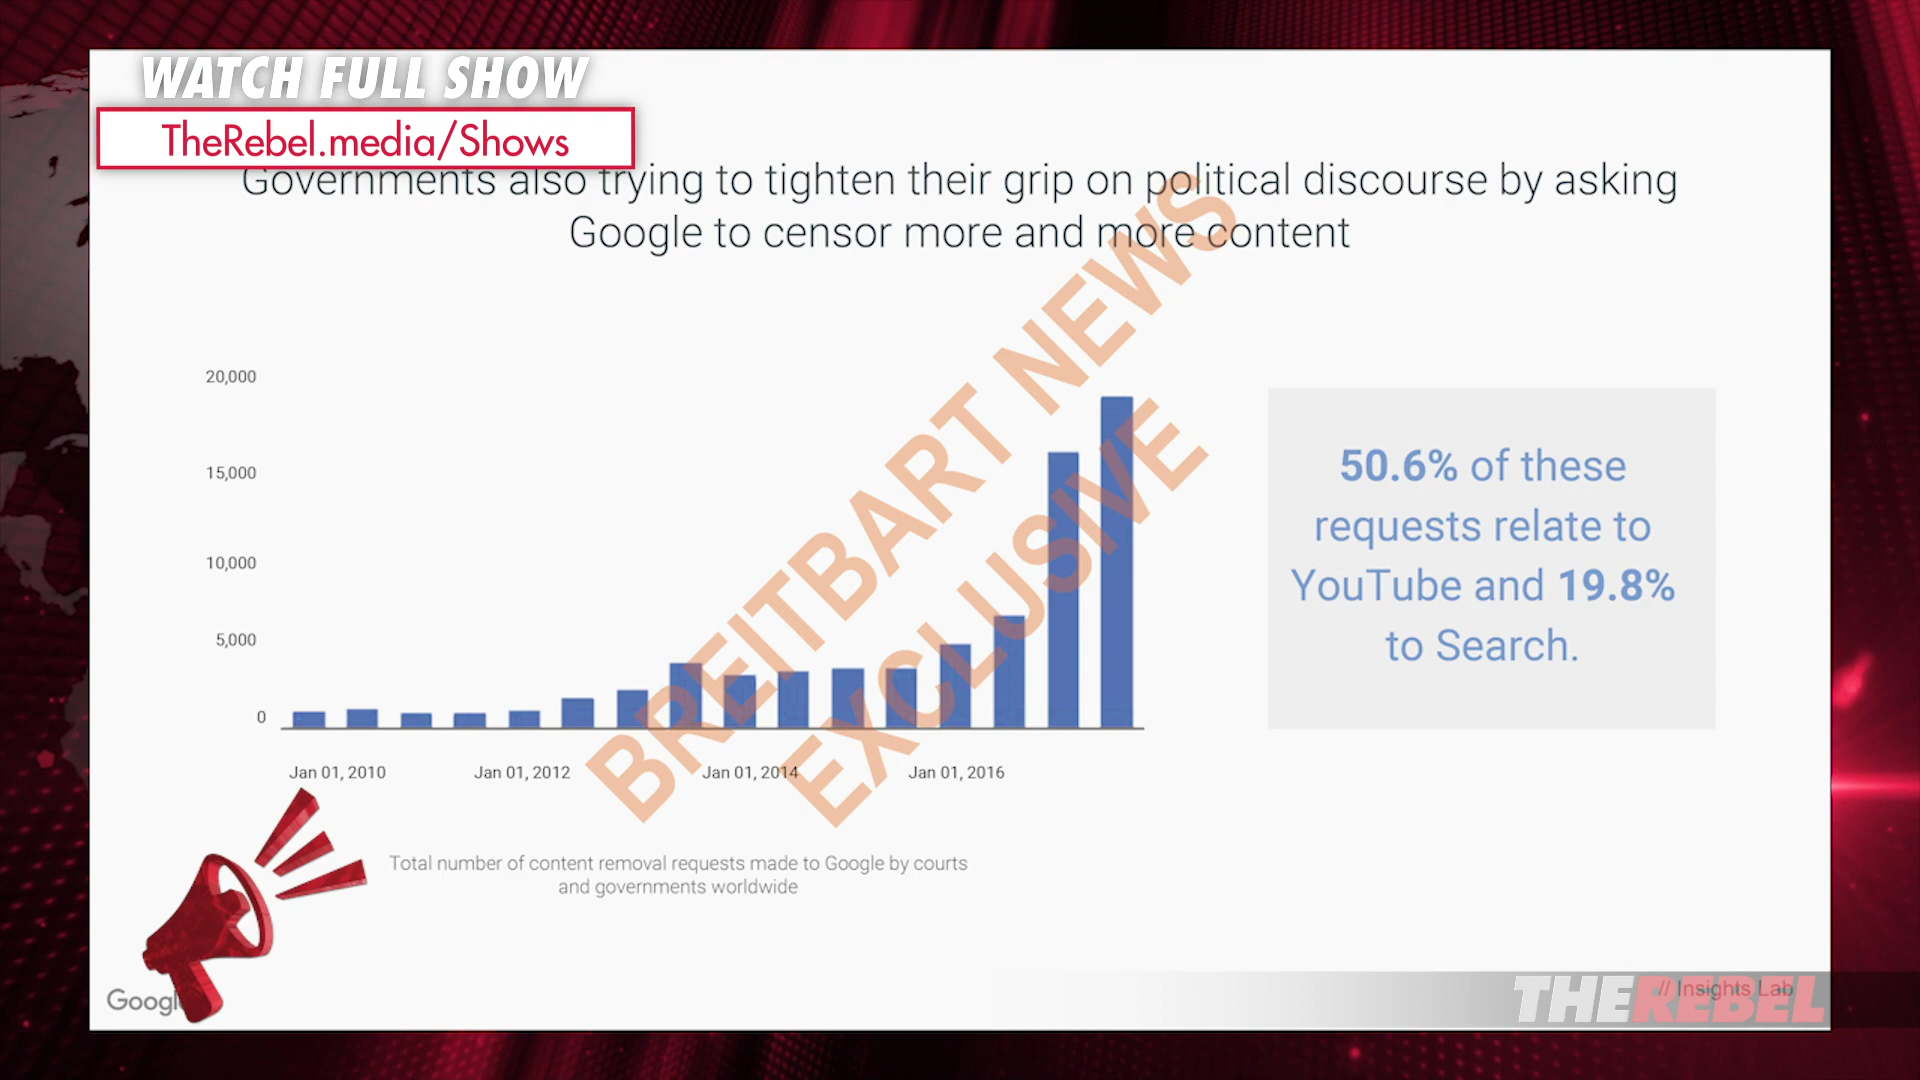 WATCH FULL SHOW
TheRebel.media/Shows
Governments also trying to tighten their grip on political discourse by asking
Google to censor more and more content
BREITBART NEWS
EXCLUSIVE
20,000
15,000
10,000
5,000
0
Jan 01, 2010
Jan 01, 2012
Jan 01, 2014
Jan 01, 2016
50.6% of these
requests relate to
YouTube and 19.8%
to Search.
Total number of content removal requests made to Google by courts
and governments worldwide
Googl
// Insights Lab
THE REBEL